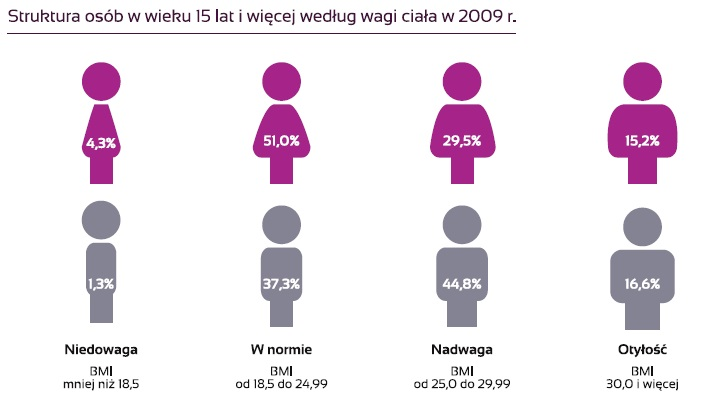 Struktura osób w wieku 15 lat i więcej według wagi ciała w 2009 r.
4,3% 51,0% 29,5% 15,2%
1,3% 37,3% 44,8% 16,6%
Niedowaga W normie Nadwaga Otyłość
BMI BMI BMI BMI
mniej niż 18,5 od 18,5 do 24,99 od 25,0 do 29,99 30,0 i więcej